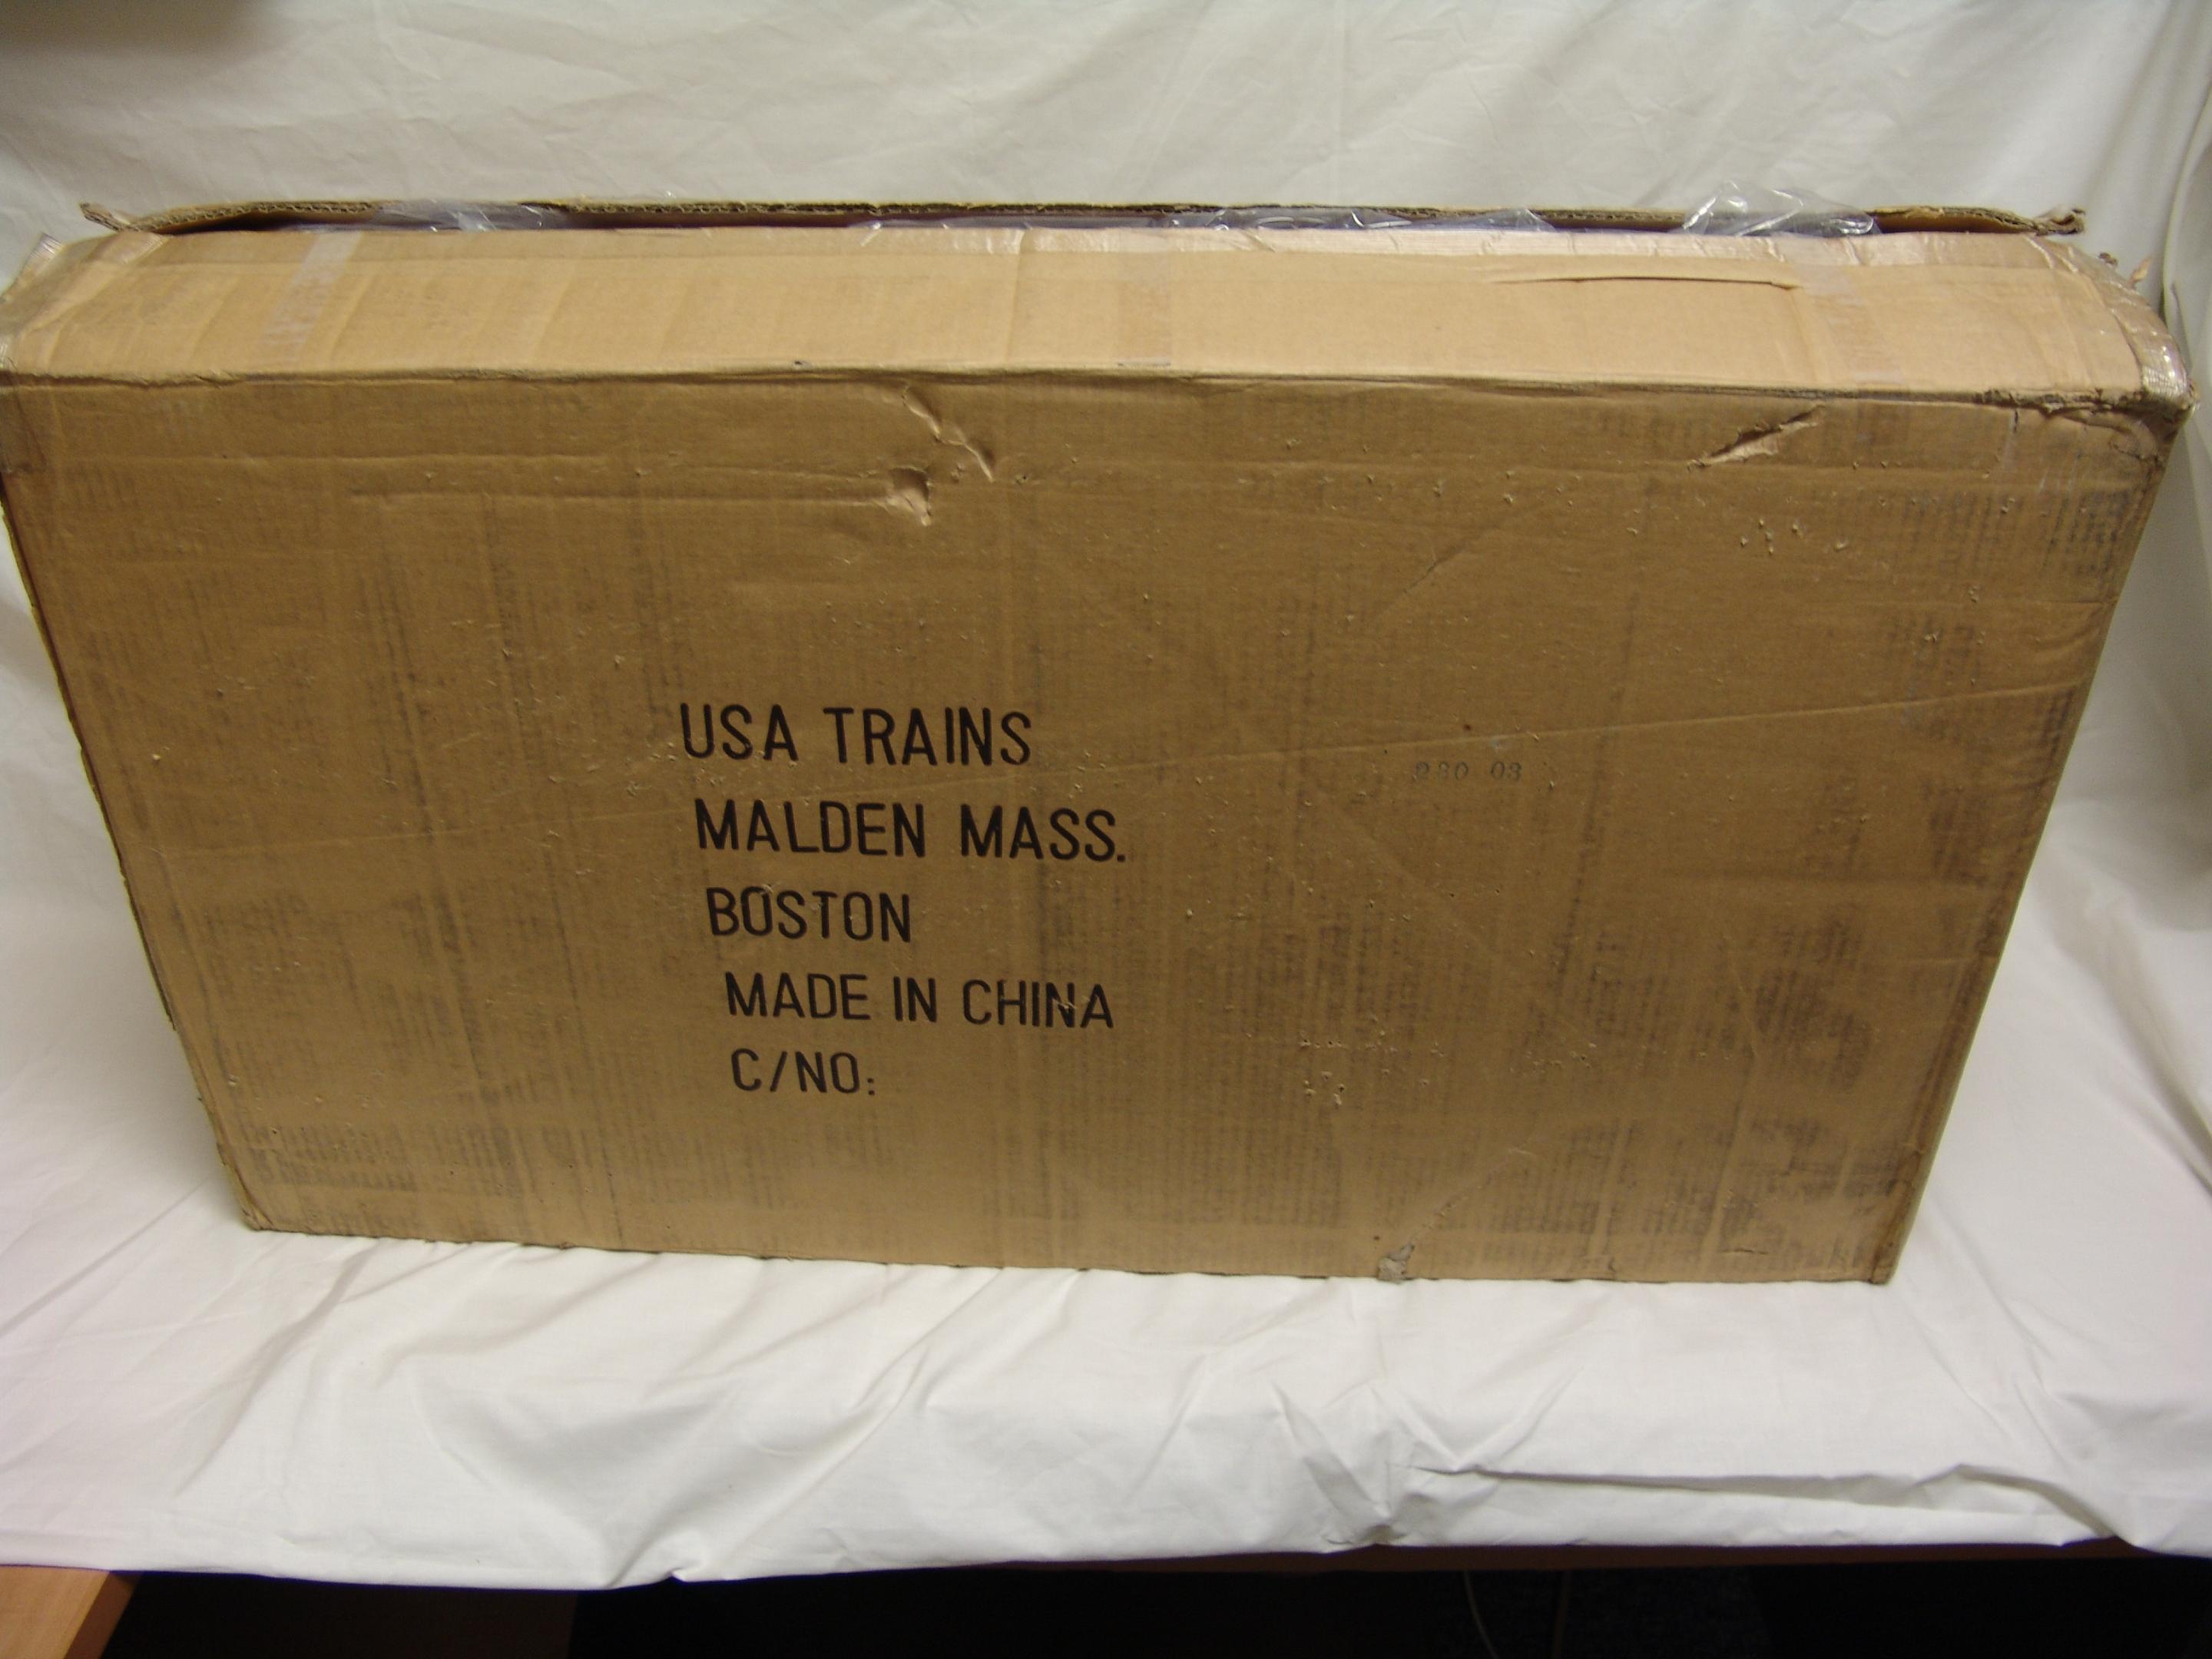 USA TRAINS
MALDEN MASS.
BOSTON
MADE IN CHINA
C/NO: